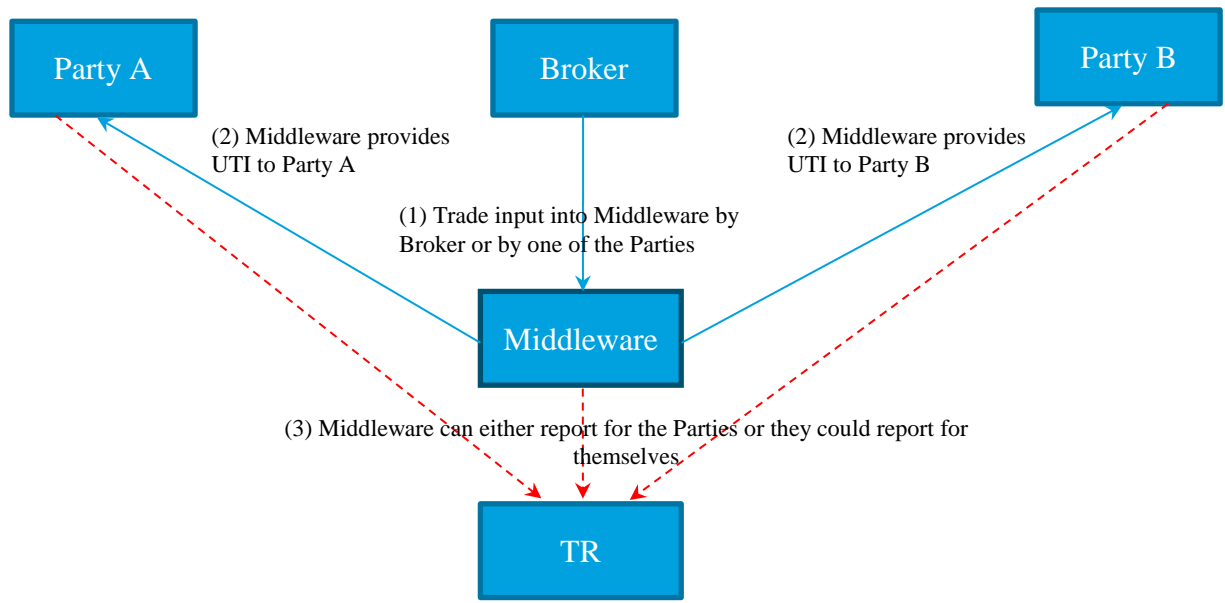 Party A
Broker
Party B
(2) Middleware provides
UTI to Party A
(2) Middleware provides
UTI to Party B
(1) Trade input into Middleware by
Broker or by one of the Parties
Middleware
(3) Middleware can either report for the Parties or they could report for
themselves
TR